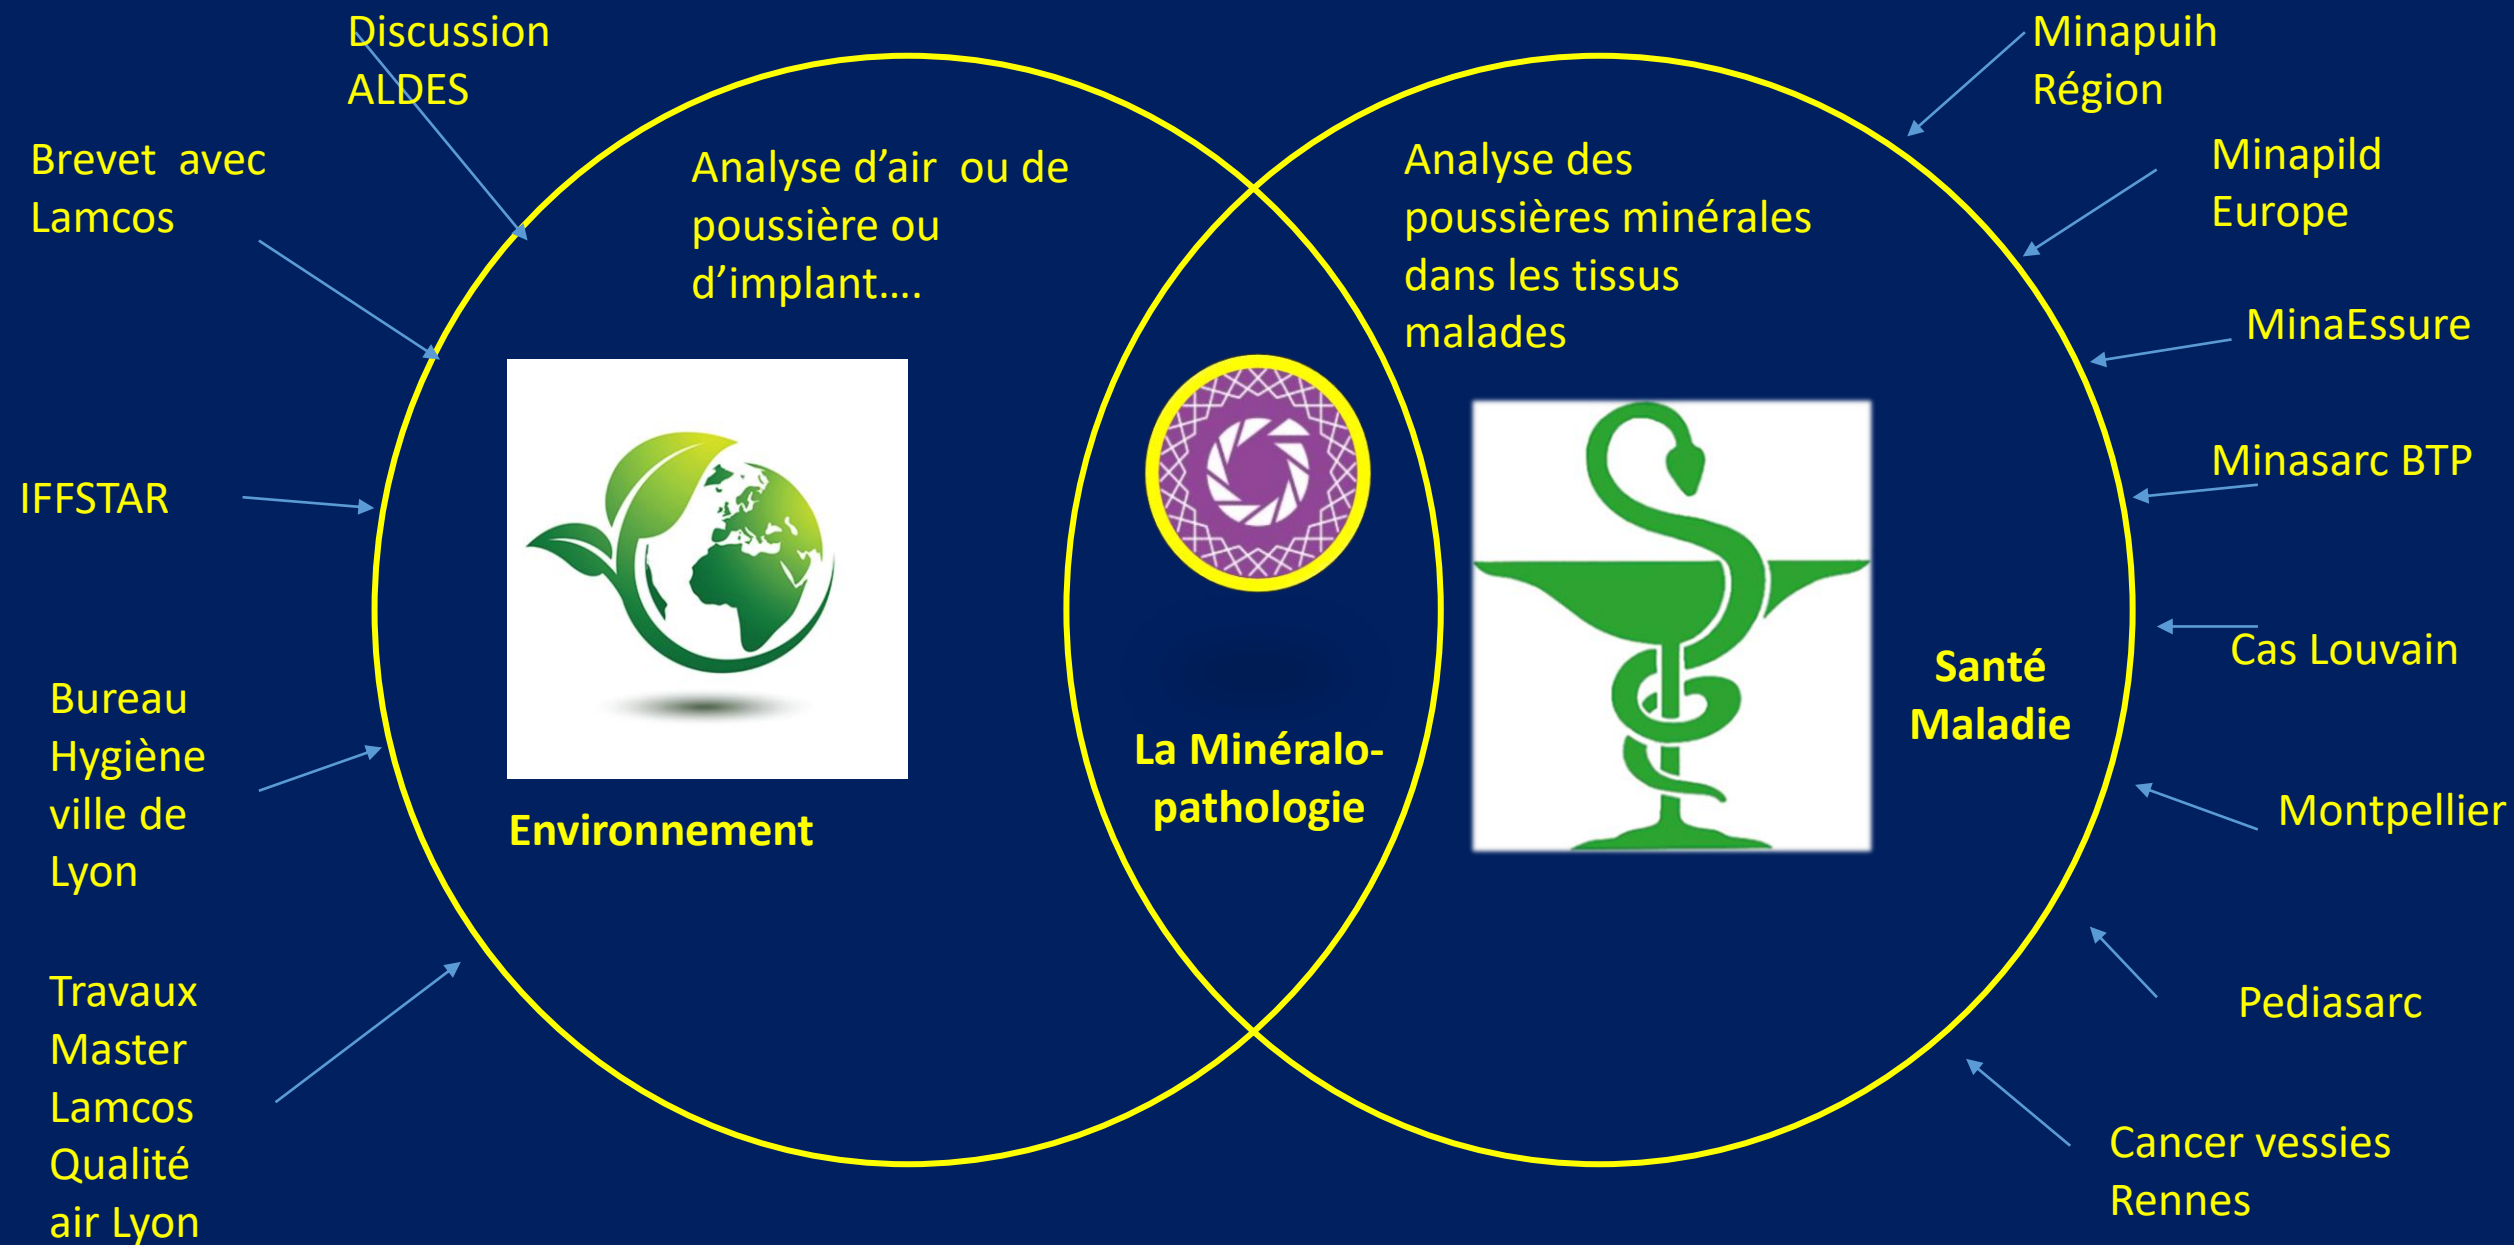 Discussion
ALDES
Brevet  avec
Lamcos
IFFSTAR
Bureau
Hygiène
ville de
Lyon
Travaux
Master
Lamcos
Qualité
air Lyon
Analyse d’air  ou de
poussière ou
d’implant….
Environnement
La Minéralo-
pathologie
Analyse des
poussières minérales
dans les tissus
malades
Santé
Maladie
Minapuih
Région
Minapild
Europe
MinaEssure
Minasarc BTP
Cas Louvain
Montpellier
Pediasarc
Cancer vessies
Rennes